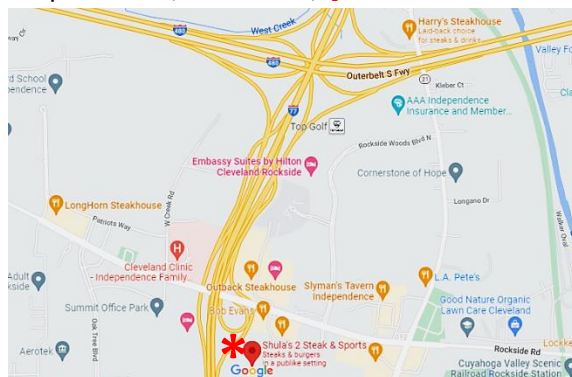 West Creek
480
480
Harry's Steakhouse
Laid-back choice
for steaks & drinks
Valley Fo
Outerbelt S Fwy
21
Kleber Ct
rd School
pendence
77
AAA Independence
Insurance and Member...
Cla
Top Golf
Rockside Woods Blvd N
Embassy Suites by Hilton
Cleveland Rockside
Cornerstone of Hope
LongHorn Steakhouse
W Creek Rd
Longano Dr
Patriots Way
Walker Oval
H
Cleveland Clinic
- Independence Family...
Adult
kside
Outback Steakhouse
Slyman's Tavern
Independence
L.A. Pete's
Summit Office Park
Bob Evans
Good Nature Organic
Lawn Care Cleveland
Oak Tree Blvd
Aerotek
*
Shula's 2 Steak & Sports
Steaks & burgers
in a publike setting
Rockside Rd
Lockke
Google
Cuyahoga Valley Scenic
Railroad Rockside Station